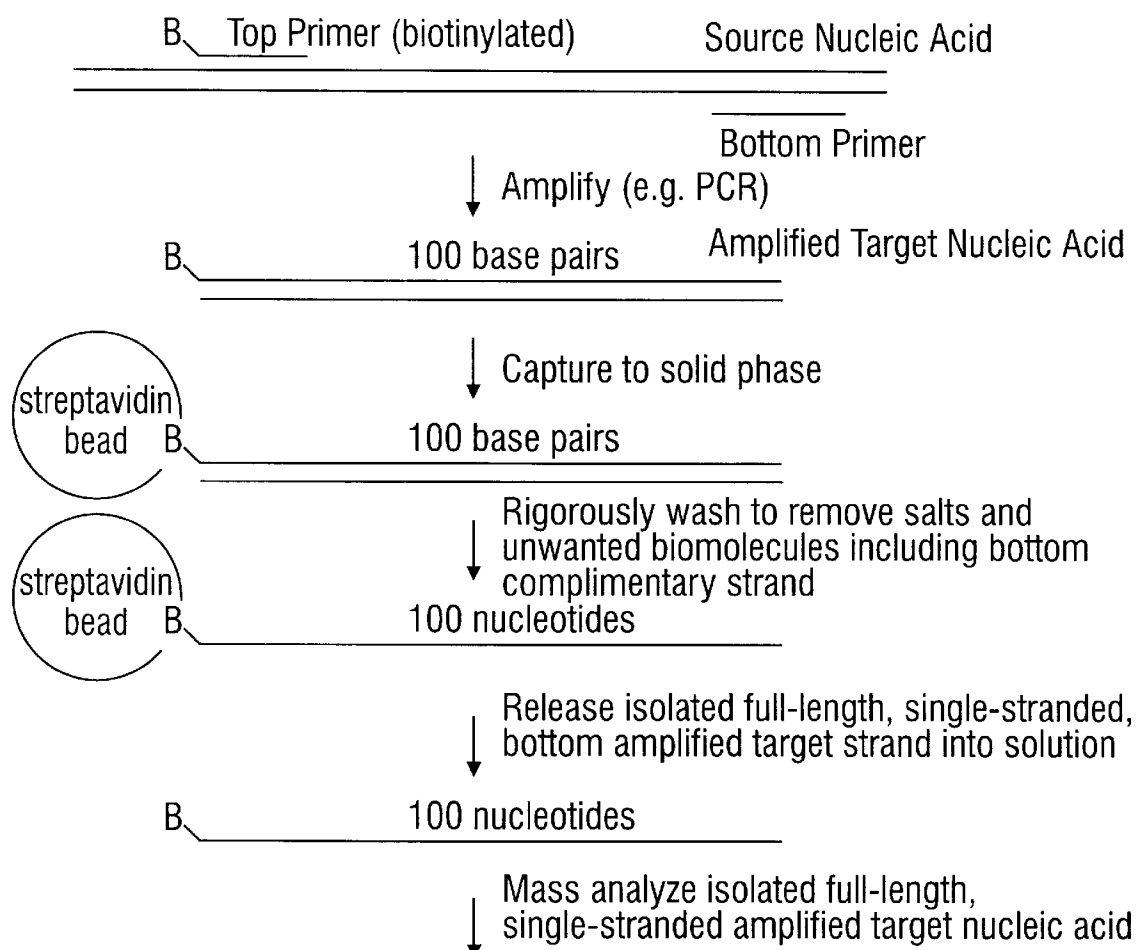 B Top Primer (biotinylated) Source Nucleic Acid
Bottom Primer
Amplify (e.g. PCR)
B 100 base pairs Amplified Target Nucleic Acid
Capture to solid phase
streptavidin
bead B 100 base pairs
Rigorously wash to remove salts and
unwanted biomolecules including bottom
complimentary strand
streptavidin
bead B 100 nucleotides
Release isolated full-length, single-stranded,
bottom amplified target strand into solution
B 100 nucleotides
Mass analyze isolated full-length,
single-stranded amplified target nucleic acid